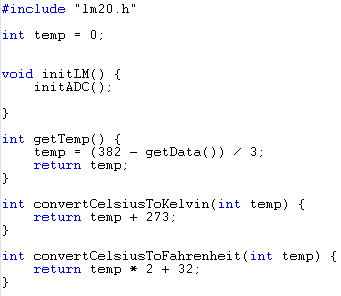 #include "lm20.h"

int temp = 0;


void initLM() {
    initADC();

}

int getTemp() {
    temp = (382 - getData()) / 3;
    return temp;
}

int convertCelsiusToKelvin(int temp) {
    return temp + 273;
}

int convertCelsiusToFahrenheit(int temp) {
    return temp * 2 + 32;
}